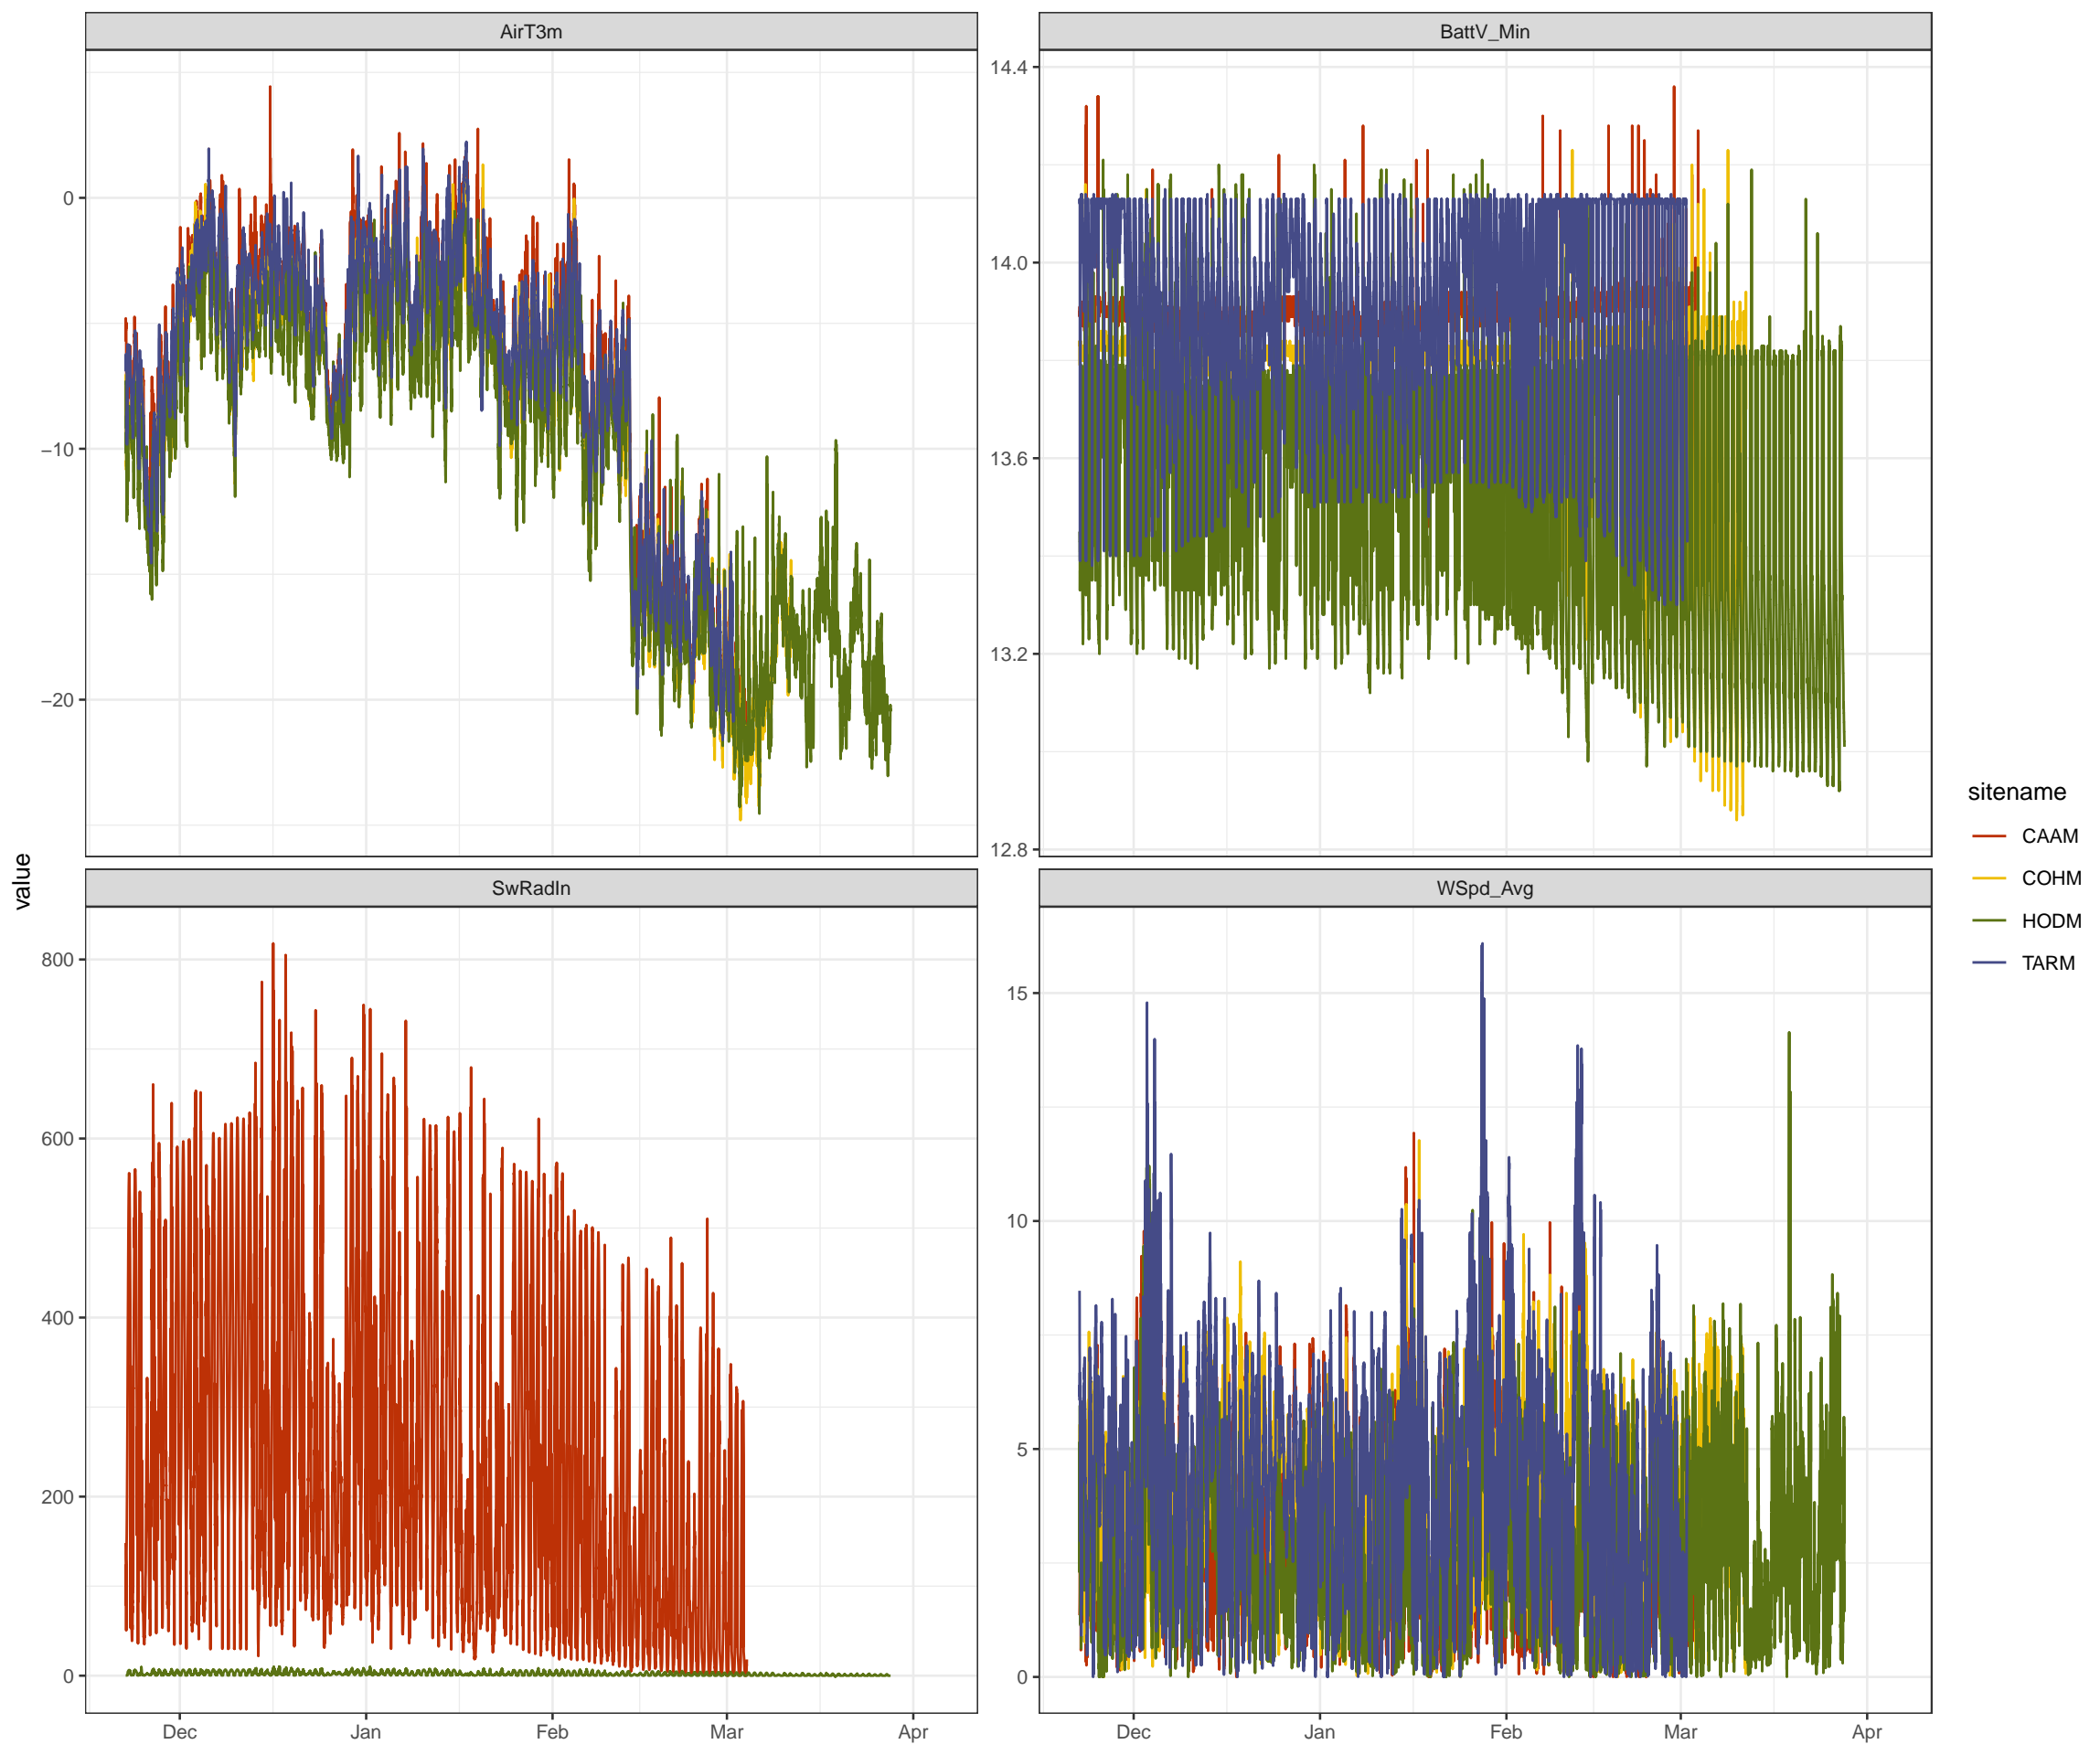 AirT3m
BattV_Min
0
−10
−20
14.4
14.0
13.6
13.2
12.8
value
SwRadIn
WSpd_Avg
800
600
400
200
0
15
10
5
0
Dec Jan Feb Mar Apr
Dec Jan Feb Mar Apr
sitename
CAAM
COHM
HODM
TARM